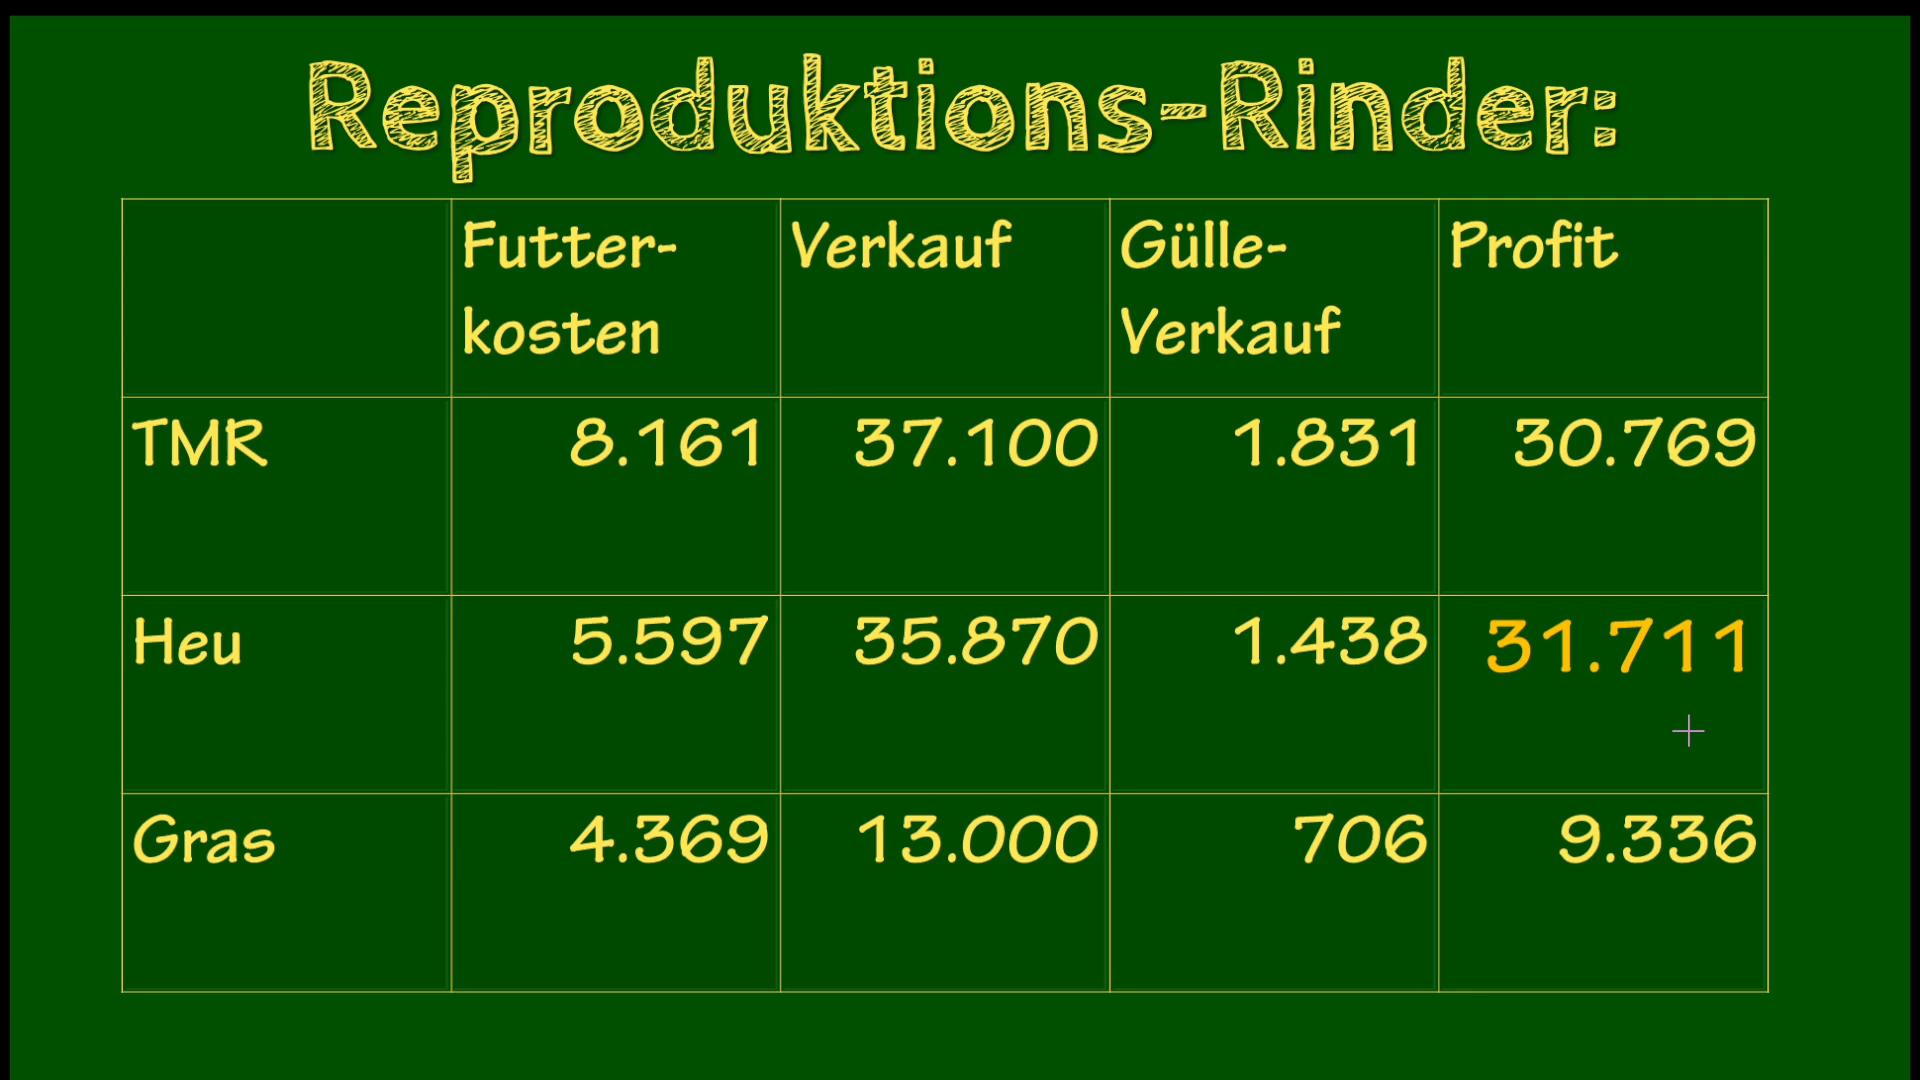 Reproduktions-Rinder:
Futter- Verkauf Gülle- Profit
kosten Verkauf
TMR 8.161 37.100 1.831 30.769
Heu 5.597 35.870 1.438 31.711
Gras 4.369 13.000 706 9.336